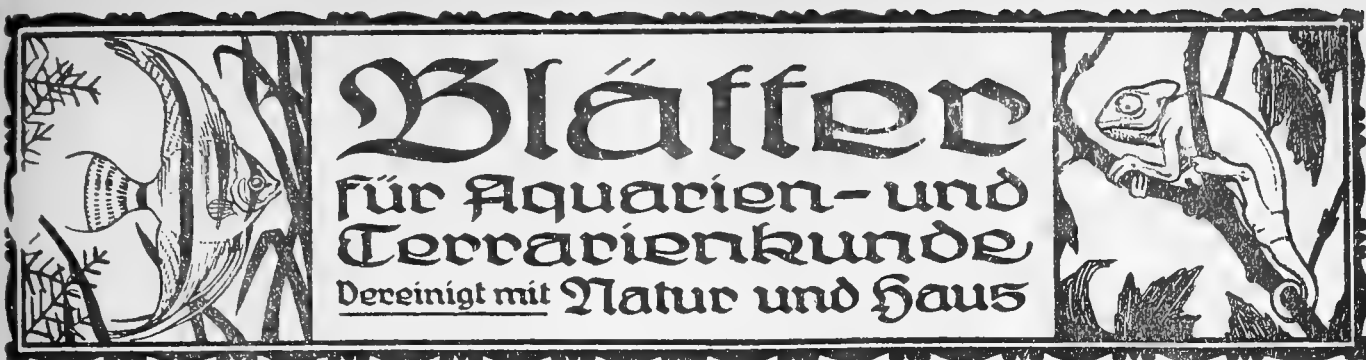 Blätter
für Aquarien- und
Terrarienkunde
Vereinigt mit Natur und Haus